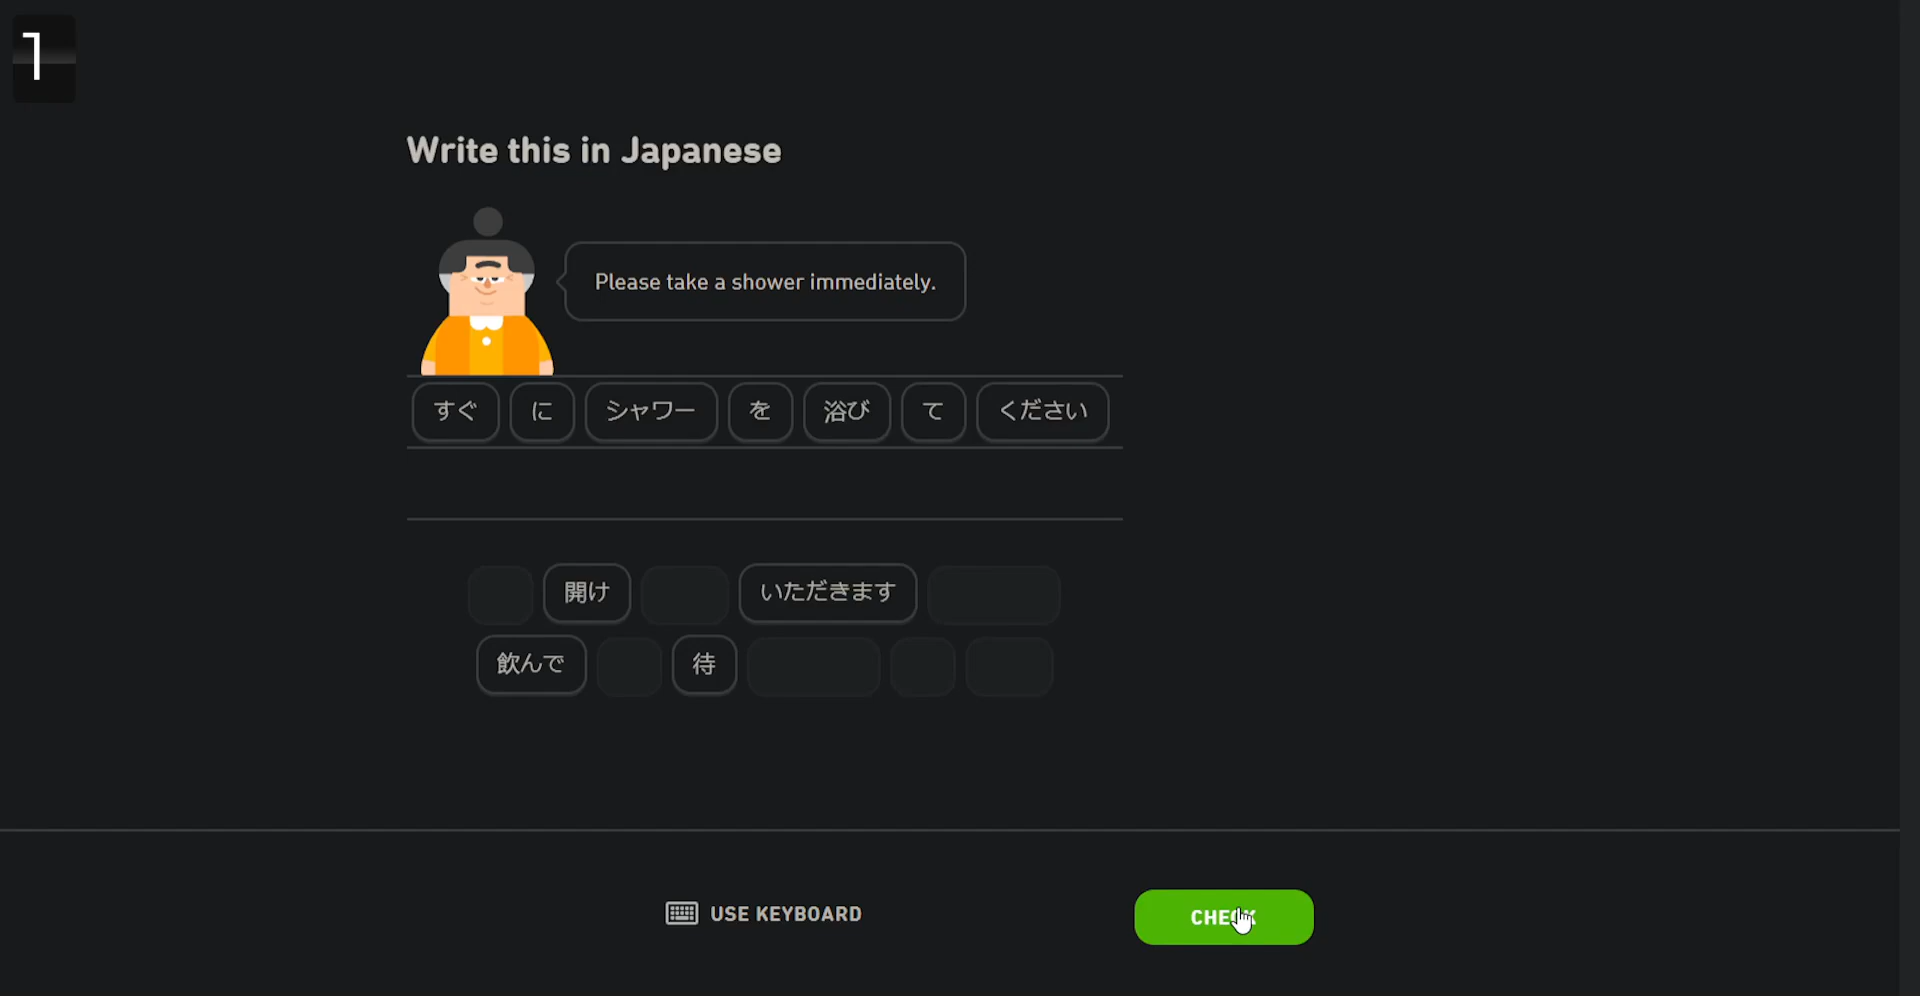 1
Write this in Japanese
Please take a shower immediately.
すぐ に シャワー を 浴び て ください
開け いただきます
飲んで 待
USE KEYBOARD
CHECK